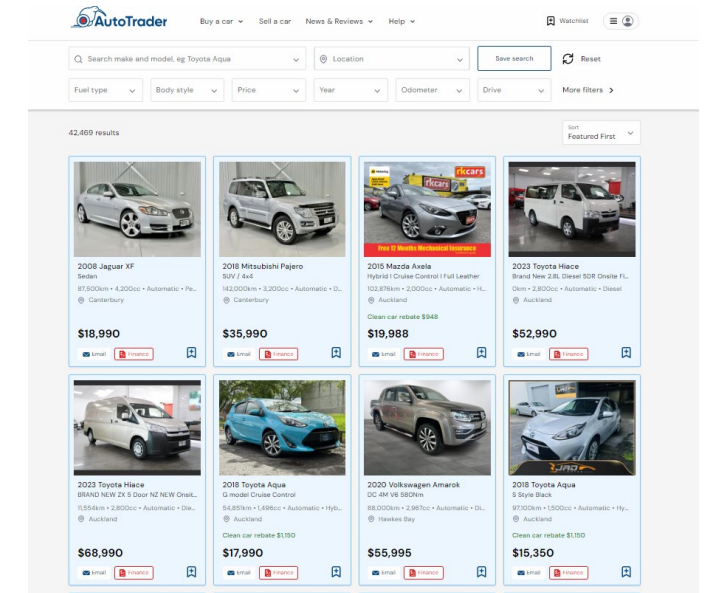 AutoTrader
Buy a car
Sell a car
News & Reviews
Help
Watchlist
Search make and model, eg Toyota Aqua
Location
Save search
Reset
Fuel type
Body style
Price
Year
Odometer
Drive
More filters
42,469 results
Sort
Featured First
2008 Jaguar XF
Sedan
87,500km • 4,200cc • Automatic • Pe...
Canterbury
$18,990
Email
Finance
2018 Mitsubishi Pajero
SUV / 4x4
142,000km • 3,200cc • Automatic • D...
Canterbury
$35,990
Email
Finance
rkcars
rkcars
Free 12 Months Mechanical Insurance
2015 Mazda Axela
Hybrid I Cruise Control I Full Leather
102,876km • 2,000cc • Automatic • H...
Auckland
Clean car rebate $948
$19,988
Email
Finance
2023 Toyota Hiace
Brand New 2.8L Diesel 5DR Onsite Fi...
0km • 2,800cc • Automatic • Diesel
Auckland
$52,990
Email
Finance
2023 Toyota Hiace
BRAND NEW ZX 5 Door NZ NEW Onsit...
11,554km • 2,800cc • Automatic • Die...
Auckland
$68,990
Email
Finance
2018 Toyota Aqua
G model Cruise Control
54,851km • 1,496cc • Automatic • Hyb...
Auckland
Clean car rebate $1,150
$17,990
Email
Finance
2020 Volkswagen Amarok
DC 4M V6 580Nm
88,000km • 2,967cc • Automatic • Di...
Hawkes Bay
$55,995
Email
Finance
2018 Toyota Aqua
S Style Black
97,100km • 1,500cc • Automatic • Hy...
Auckland
Clean car rebate $1,150
$15,350
Email
Finance